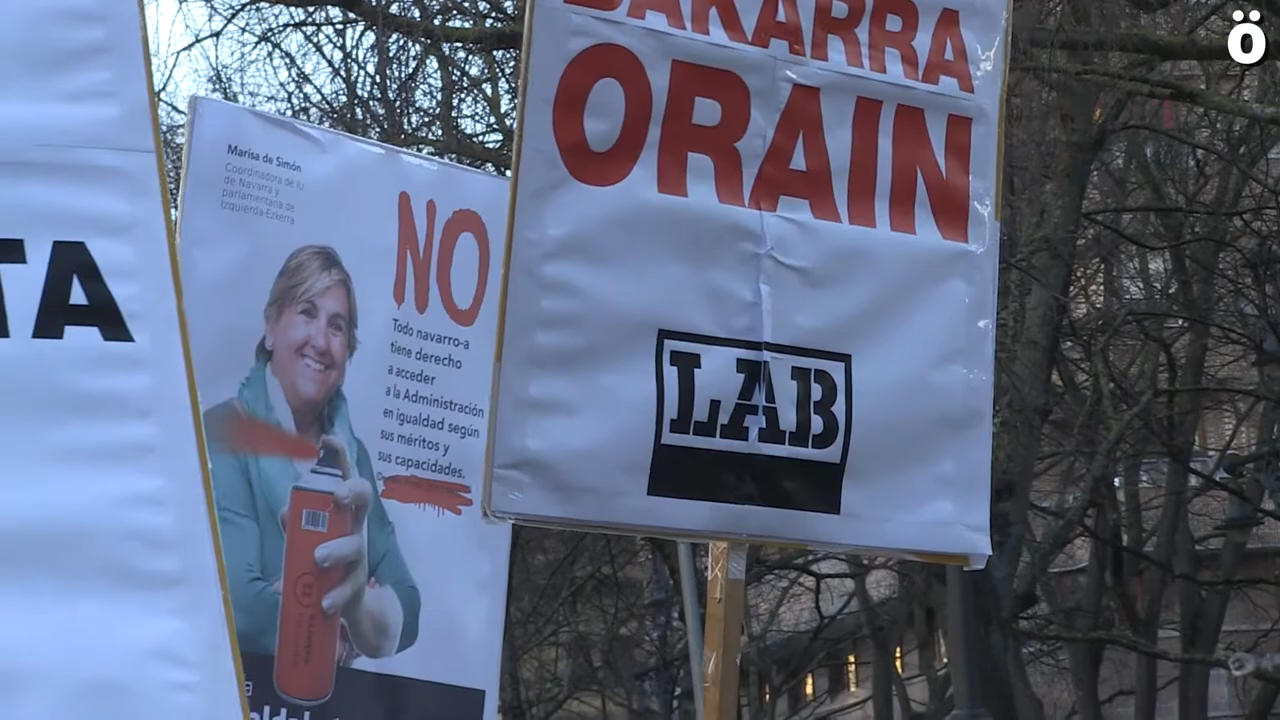 TA
Marisa de Simón
Coordinadora de IU
de Navarra y
parlamentaria de
Izquierda-Ezkerra
NO
Todo navarro-a
tiene derecho
a acceder
a la Administración
en igualdad según
sus méritos y
sus capacidades.
BAKARRA
ORAIN
LAB
ö